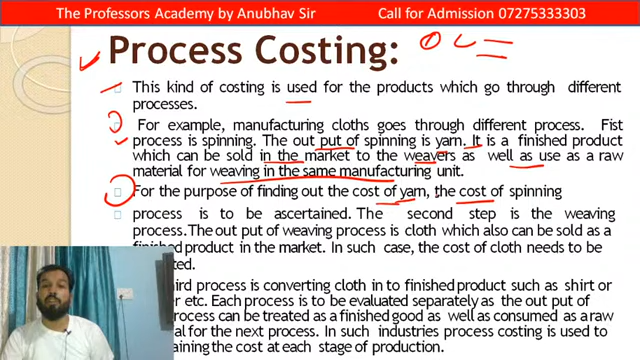 The Professors Academy by Anubhav Sir Call for Admission 07275333303
Process Costing:
This kind of costing is used for the products which go through different
processes.
For example, manufacturing cloths goes through different process. Fist
process is spinning. The out put of spinning is yarn. It is a finished product
which can be sold in the market to the weavers as well as use as a raw
material for weaving in the same manufacturing unit.
For the purpose of finding out the cost of yarn, the cost of spinning
process is to be ascertained. The second step is the weaving
process.The out put of weaving process is cloth which also can be sold as a
finished product in the market. In such case, the cost of cloth needs to be
hird process is converting cloth in to finished product such as shirt or
er etc. Each process is to be evaluated separately as the out put of
process can be treated as a finished good as well as consumed as a raw
al for the next process. In such industries process costing is used to
taining the cost at each stage of production.